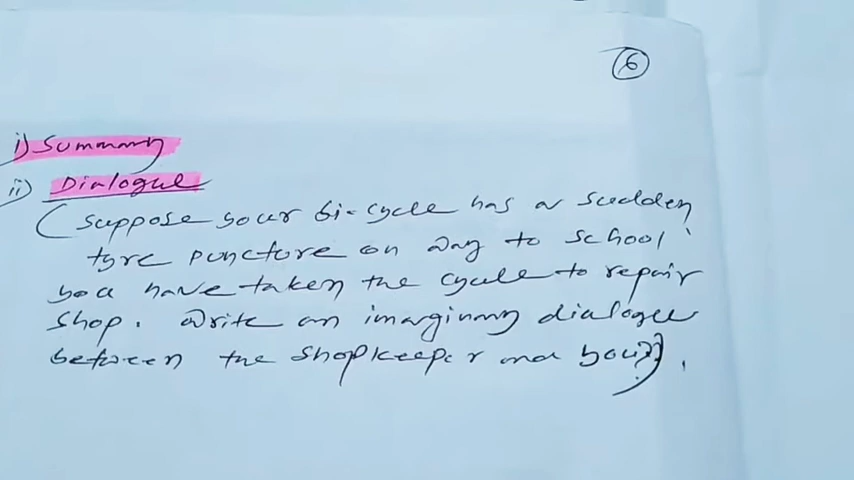 6
i) Summary
ii) Dialogue
(Suppose your bi-cycle has a sudden
tyre puncture on way to school
you have taken the cycle to repair
shop. Write an imaginary dialogue
between the shopkeeper and you).